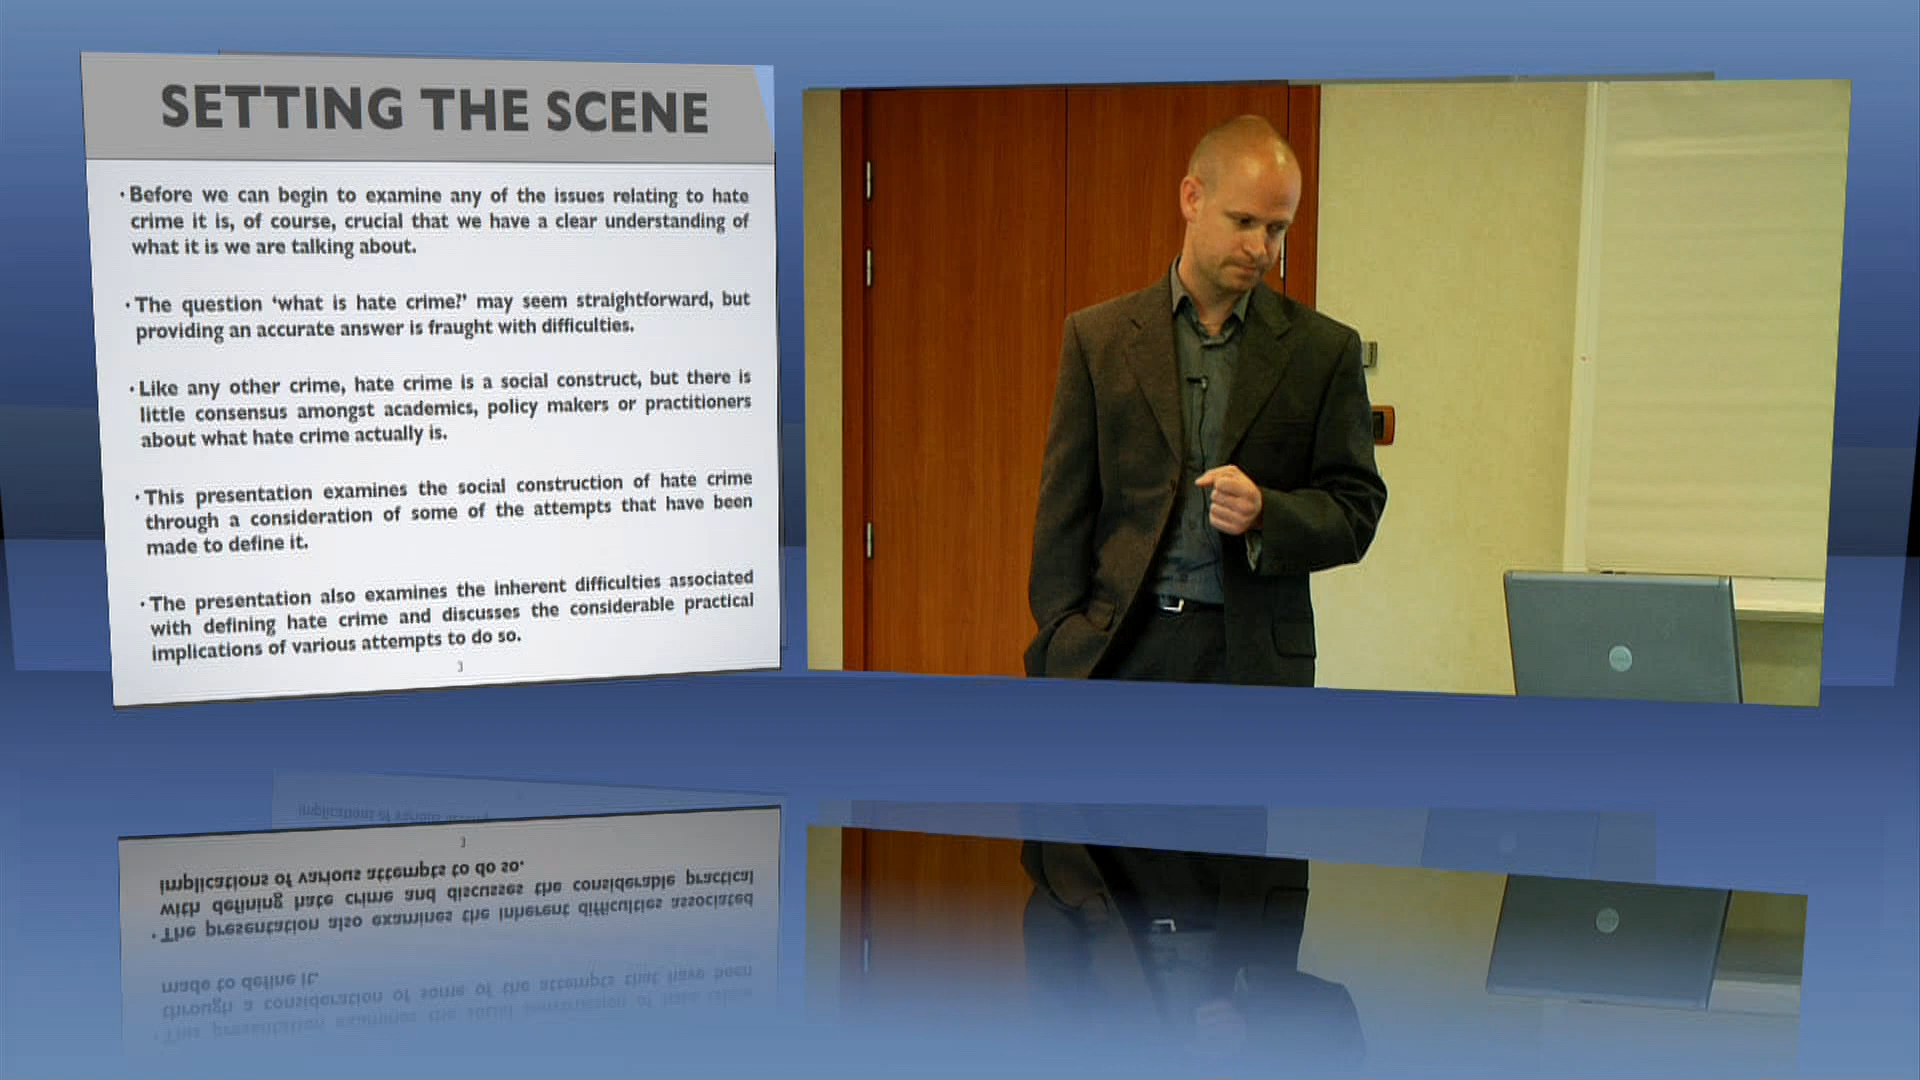 SETTING THE SCENE
· Before we can begin to examine any of the issues relating to hate
crime it is, of course, crucial that we have a clear understanding of
what it is we are talking about.
· The question ‘what is hate crime?’ may seem straightforward, but
providing an accurate answer is fraught with difficulties.
· Like any other crime, hate crime is a social construct, but there is
little consensus amongst academics, policy makers or practitioners
about what hate crime actually is.
· This presentation examines the social construction of hate crime
through a consideration of some of the attempts that have been
made to define it.
· The presentation also examines the inherent difficulties associated
with defining hate crime and discusses the considerable practical
implications of various attempts to do so.
3